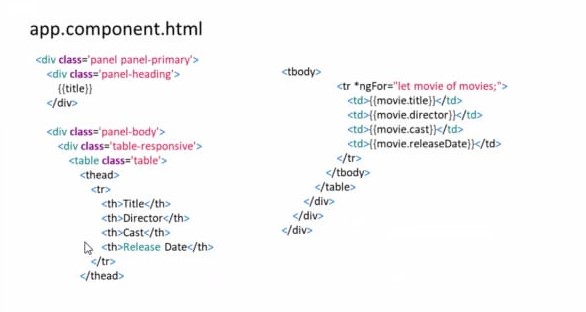 app.component.html
<div class='panel panel-primary'>
<div class='panel-heading'>
{{title}}
</div>
<div class='panel-body'>
<div class='table-responsive'>
<table class='table'>
<thead>
<tr>
<th>Title</th>
<th>Director</th>
<th>Cast</th>
<th>Release Date</th>
</tr>
</thead>
<tbody>
<tr *ngFor="let movie of movies;">
<td>{{movie.title}}</td>
<td>{{movie.director}}</td>
<td>{{movie.cast}}</td>
<td>{{movie.releaseDate}}</td>
</tr>
</tbody>
</table>
</div>
</div>
</div>